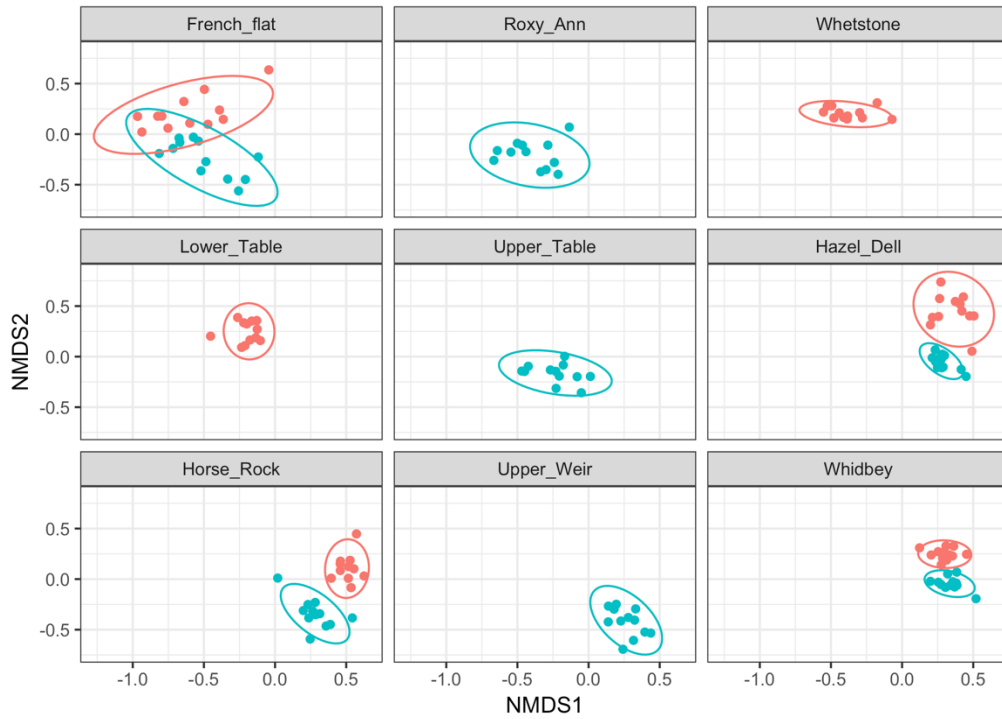 French_flat
Roxy_Ann
Whetstone
0.5
0.0
-0.5
Lower_Table
Upper_Table
Hazel_Dell
NMDS2
0.5
0.0
-0.5
Horse_Rock
Upper_Weir
Whidbey
0.5
0.0
-0.5
-1.0 -0.5 0.0 0.5 -1.0 -0.5 0.0 0.5 -1.0 -0.5 0.0 0.5
NMDS1